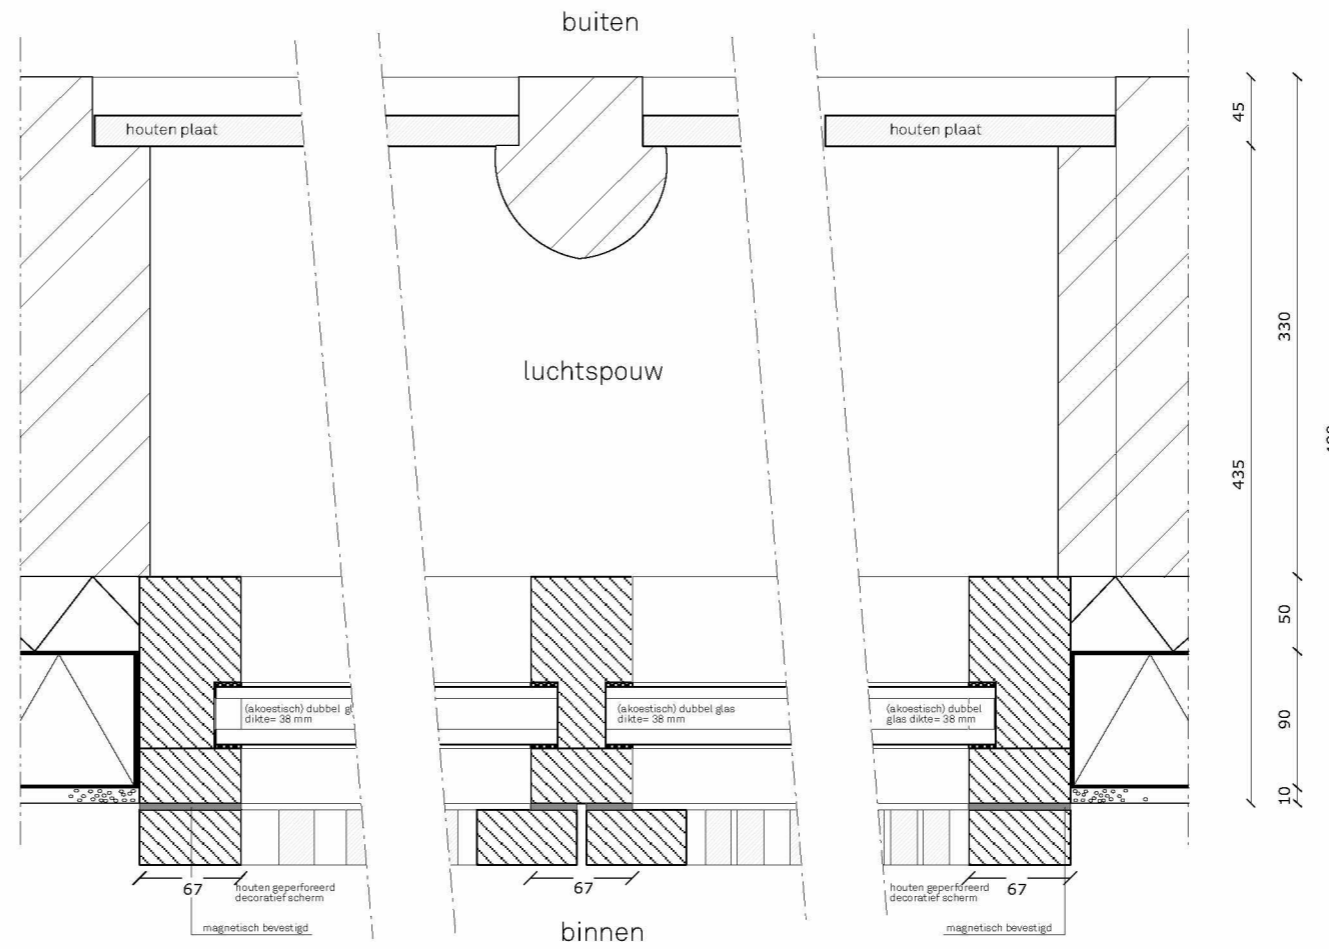 buiten
houten plaat
houten plaat
45
330
luchtspouw
435
50
(akoestisch) dubbel
dikte= 38 mm
(akoestisch) dubbel glas
dikte= 38 mm
(akoestisch) dubbel
glas dikte= 38 mm
90
10
67
67
67
houten geperforeerd
decoratief scherm
houten geperforeerd
decoratief scherm
magnetisch bevestigd
magnetisch bevestigd
binnen